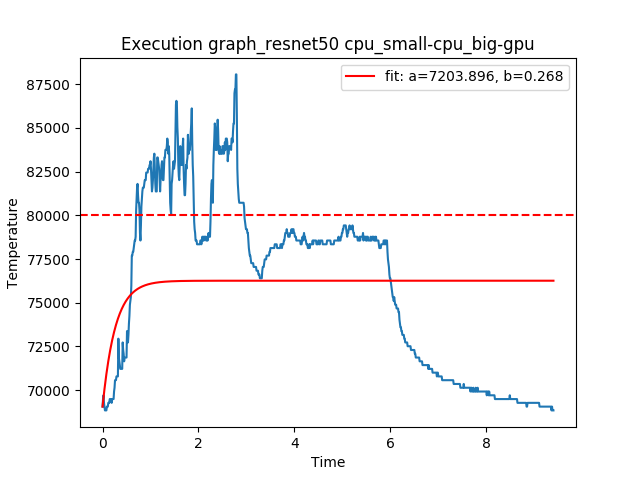 Execution graph_resnet50 cpu_small-cpu_big-gpu
fit: a=7203.896, b=0.268
87500
85000
82500
80000
77500
75000
72500
70000
Temperature
0 2 4 6 8
Time